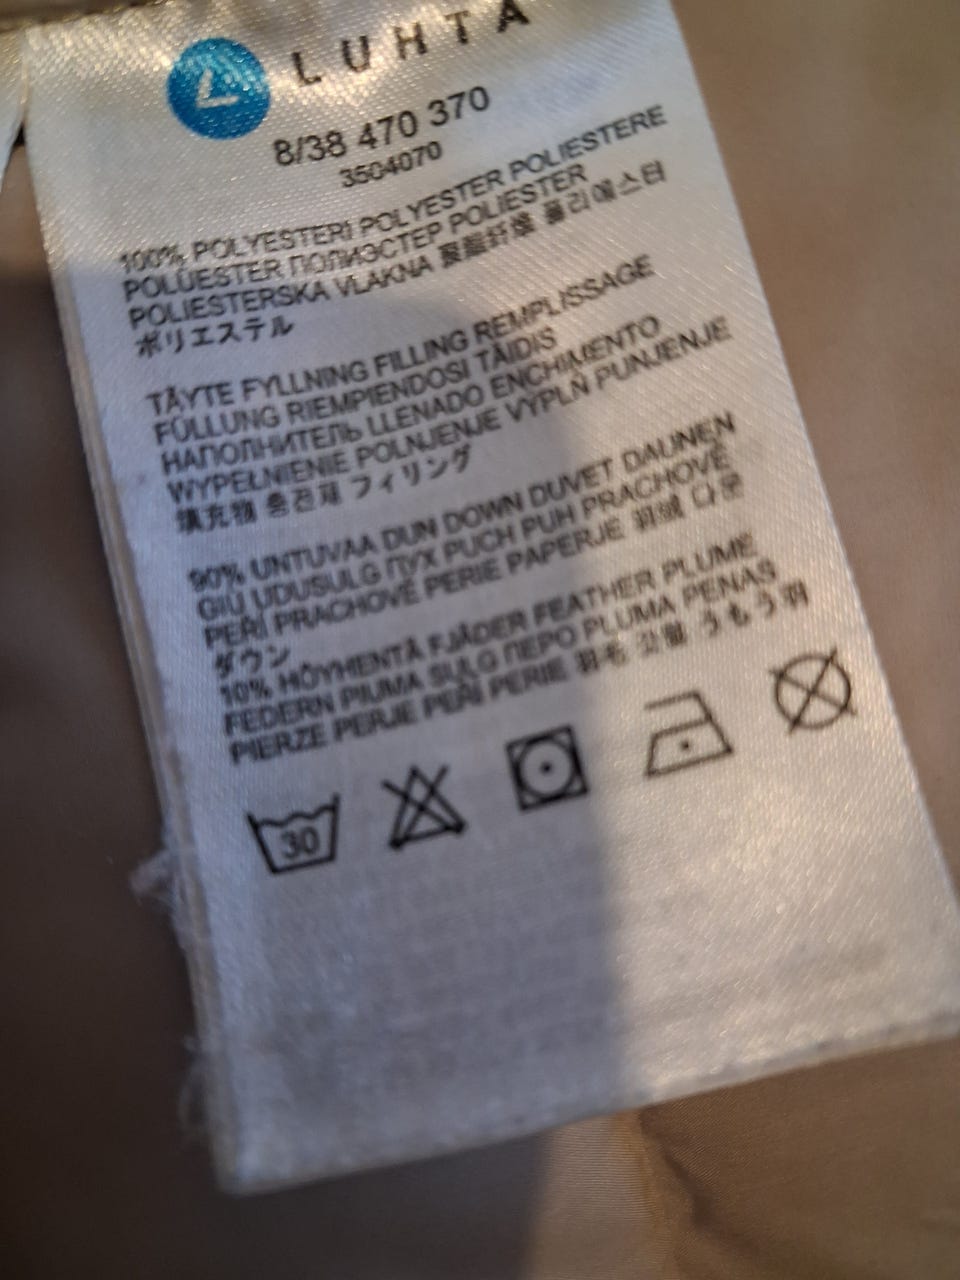 L LUHTA
8/38 470 370
3504070
100% POLYESTERI POLYESTER POLIESTERE
POLÜESTER ПОЛИЭСТЕР POLIESTER
POLIESTERSKA VLAKNA 聚酯纤维 폴리에스터
ポリエステル
TÄYTE FYLLNING FILLING REMPLISSAGE
FÜLLUNG RIEMPIENDOSI TÄIDIS
НАПОЛНИТЕЛЬ LLENADO ENCHIMENTO
WYPEŁNIENIE POLNJENJE VÝPLŇ PUNJENJE
填充物 충전재 フィリング
90% UNTUVAA DUN DOWN DUVET DAUNEN
GIÙ UDUSULG ПУХ PUCH PUH PRACHOVÉ
PEŘÍ PRACHOVÉ PERIE PAPERJE 羽绒 다운
ダウン
10% HÖYHENTÄ FJÄDER FEATHER PLUME
FEDERN PIUMA SULG ПЕРО PLUMA PENAS
PIERZE PERJE PEŘÍ PERIE 羽毛 깃털 うもう羽
30